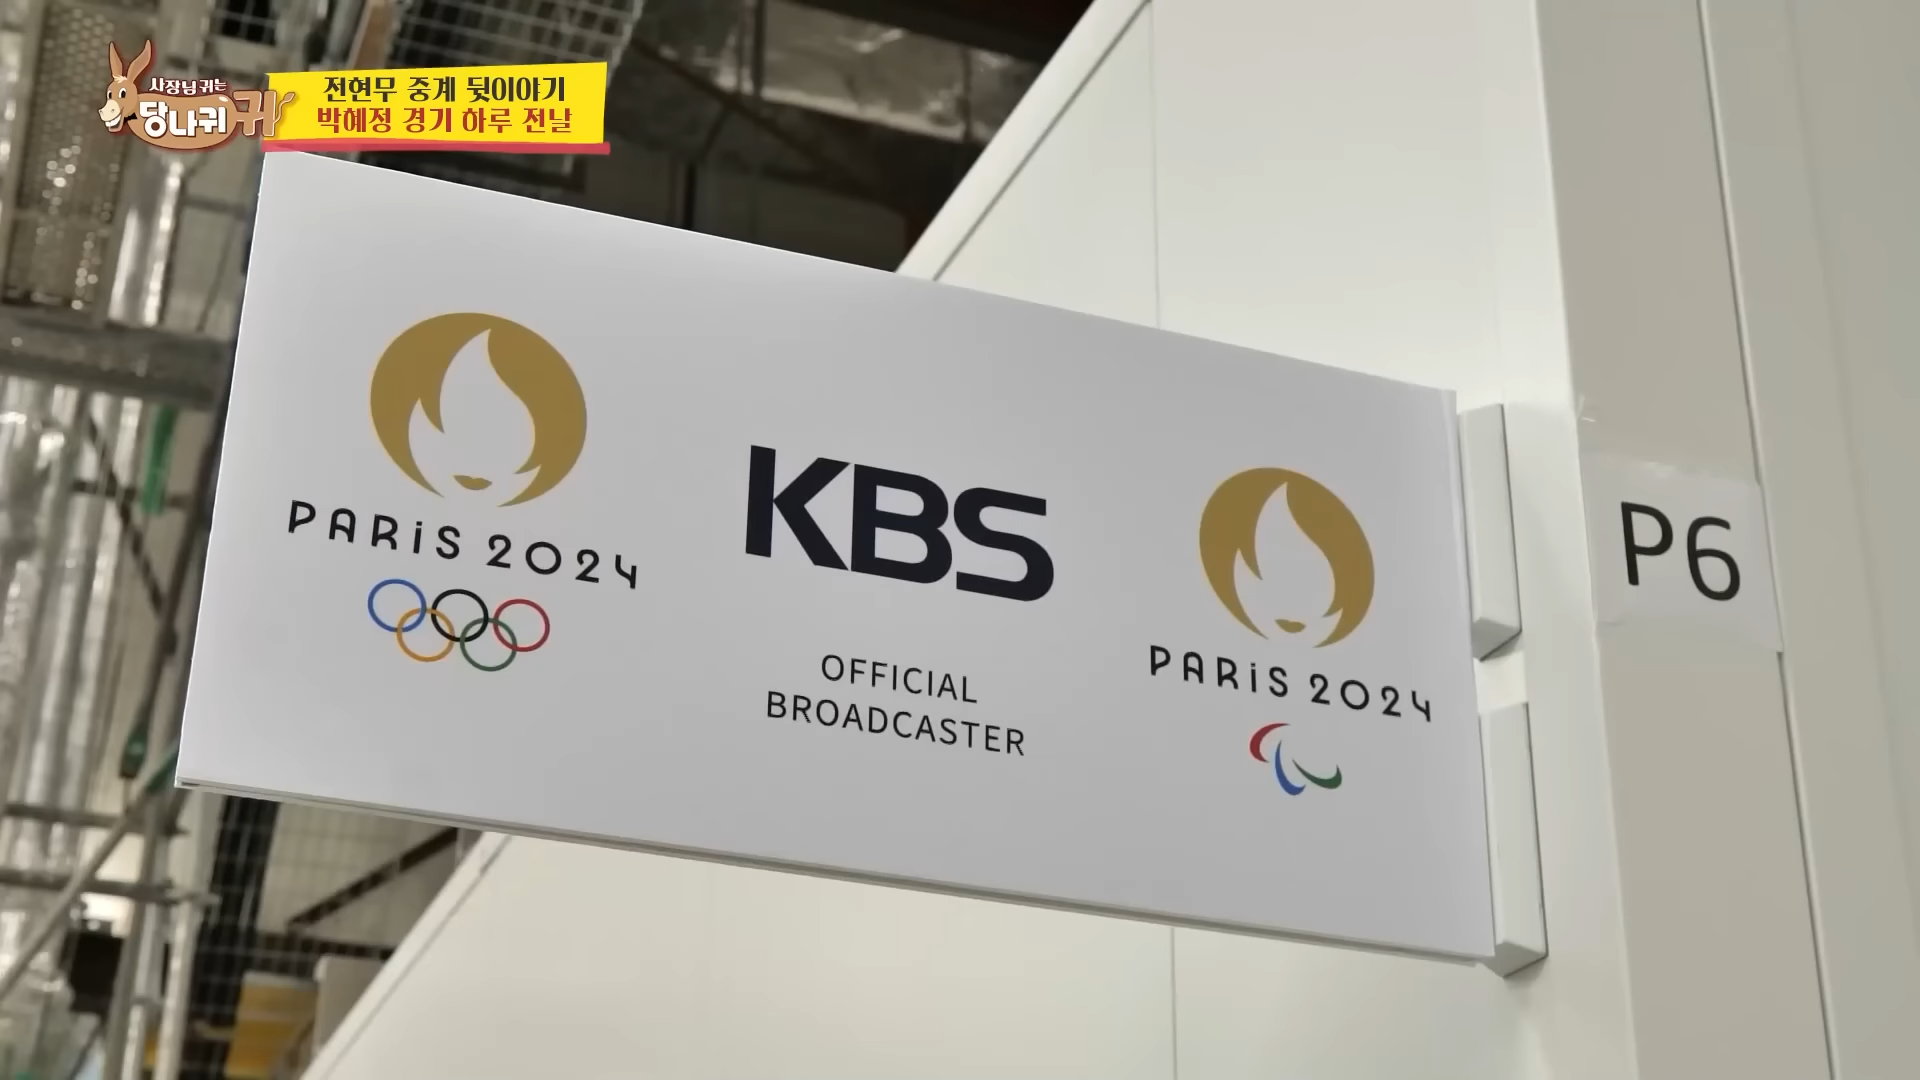 사장님 귀는
당나귀 귀
전현무 중계 뒷이야기
박혜정 경기 하루 전날
PARiS 2024
KBS
OFFICIAL
BROADCASTER
PARiS 2024
P6